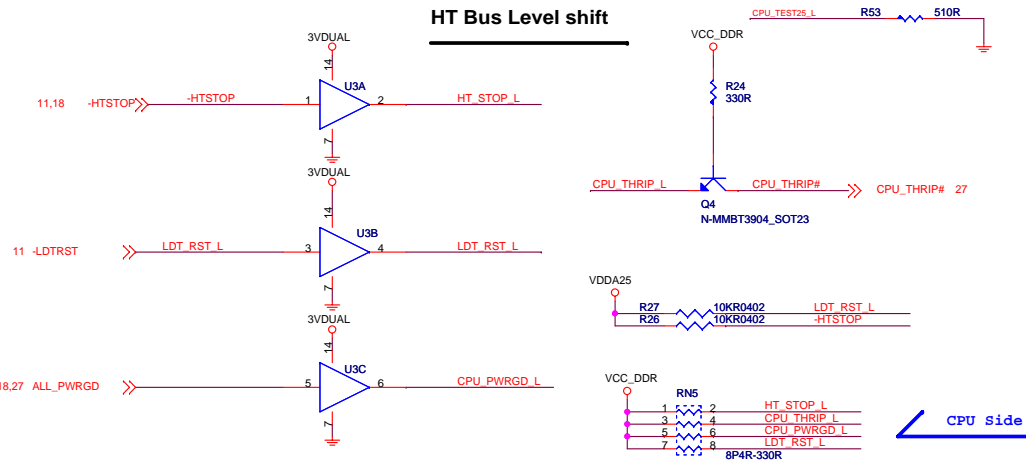 HT Bus Level shift
CPU_TEST25_L R53 510R
3VDUAL
14
U3A
11,18 -HTSTOP -HTSTOP 1 2 HT_STOP_L
7
VCC_DDR
R24
330R
CPU_THRIP_L CPU_THRIP# CPU_THRIP# 27
Q4
N-MMBT3904_SOT23
3VDUAL
14
U3B
11 -LDTRST LDT_RST_L 3 4 LDT_RST_L
7
VDDA25
R27 10KR0402 LDT_RST_L
R26 10KR0402 -HTSTOP
3VDUAL
14
U3C
18,27 ALL_PWRGD 5 6 CPU_PWRGD_L
7
VCC_DDR
RN5
1 2 HT_STOP_L
3 4 CPU_THRIP_L
5 6 CPU_PWRGD_L
7 8 LDT_RST_L
8P4R-330R
CPU Side